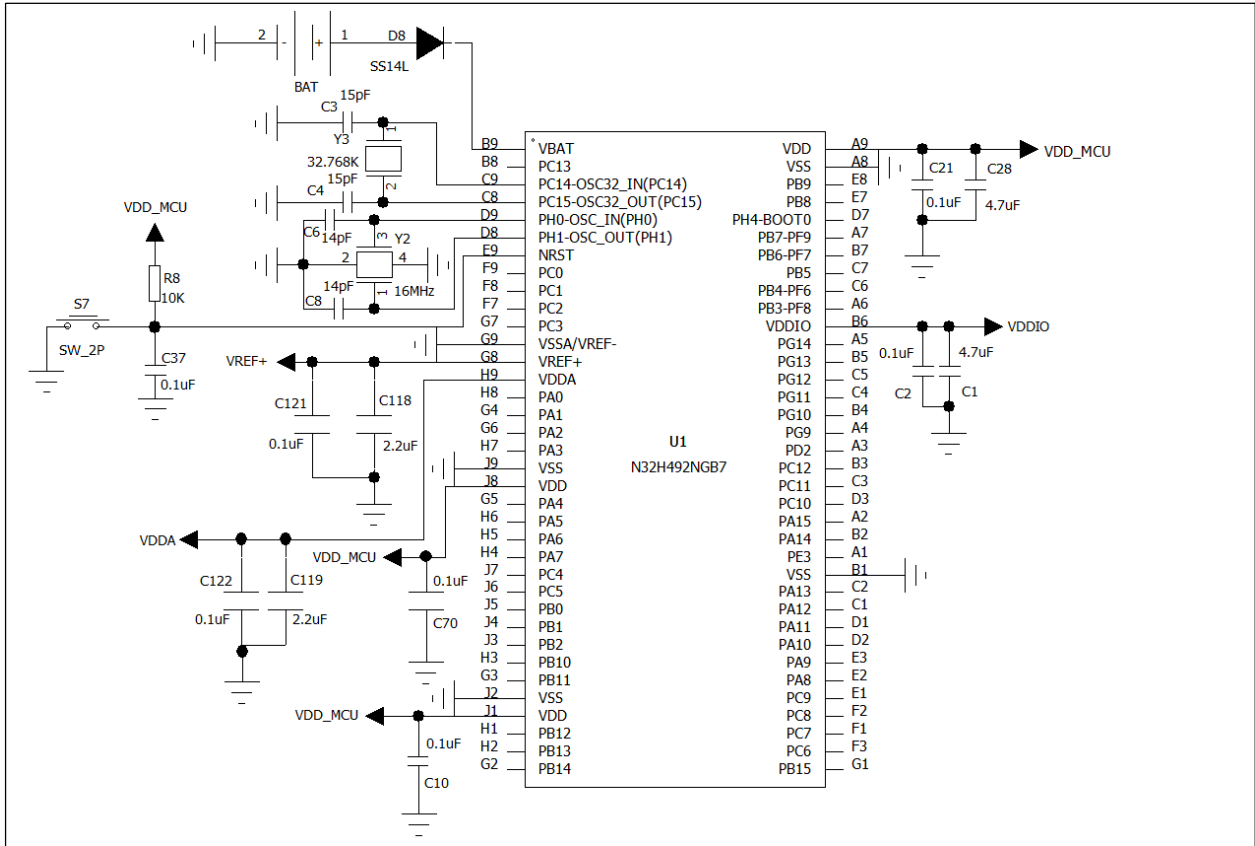 2 - + 1 D8
SS14L
BAT
15pF
C3
Y3 1
32.768K
15pF
C4 2
VDD_MCU
C6
14pF 3 Y2
2 4
14pF 1 16MHz
C8
R8
10K
S7
SW_2P
C37
0.1uF
VREF+
C121 C118
0.1uF 2.2uF
VDDA
VDD_MCU
C122 C119 0.1uF
0.1uF 2.2uF C70
VDD_MCU
0.1uF
C10
B9 VBAT VDD A9
B8 PC13 VSS A8
C9 PC14-OSC32_IN(PC14) PB9 E8
C8 PC15-OSC32_OUT(PC15) PB8 E7
D9 PH0-OSC_IN(PH0) PH4-BOOT0 D7
D8 PH1-OSC_OUT(PH1) PB7-PF9 A7
E9 NRST PB6-PF7 B7
F9 PC0 PB5 C7
F8 PC1 PB4-PF6 C6
F7 PC2 PB3-PF8 A6
G7 PC3 VDDIO B6
G9 VSSA/VREF- PG14 A5
G8 VREF+ PG13 B5
H9 VDDA PG12 C5
H8 PA0 PG11 C4
G4 PA1 PG10 B4
G6 PA2 PG9 A4
H7 PA3 PD2 A3
J9 VSS PC12 B3
J8 VDD PC11 C3
G5 PA4 PC10 D3
H6 PA5 PA15 A2
H5 PA6 PA14 B2
H4 PA7 PE3 A1
J7 PC4 VSS B1
J6 PC5 PA13 C2
J5 PB0 PA12 C1
J4 PB1 PA11 D1
J3 PB2 PA10 D2
H3 PB10 PA9 E3
G3 PB11 PA8 E2
J2 VSS PC9 E1
J1 VDD PC8 F2
H1 PB12 PC7 F1
H2 PB13 PC6 F3
G2 PB14 PB15 G1
U1
N32H492NGB7
VDD_MCU
C21 C28
0.1uF 4.7uF
VDDIO
0.1uF 4.7uF
C2 C1